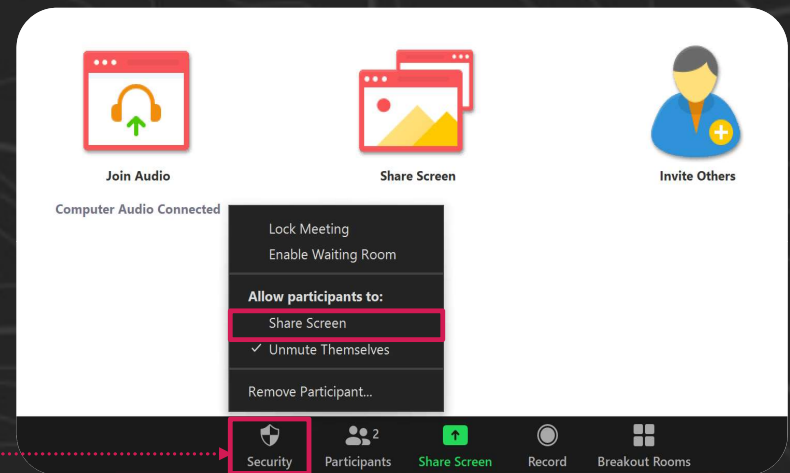 Join Audio
Share Screen
Invite Others
Computer Audio Connected
Lock Meeting
Enable Waiting Room
Allow participants to:
Share Screen
Unmute Themselves
Remove Participant...
Security
Participants
2
Share Screen
Record
Breakout Rooms